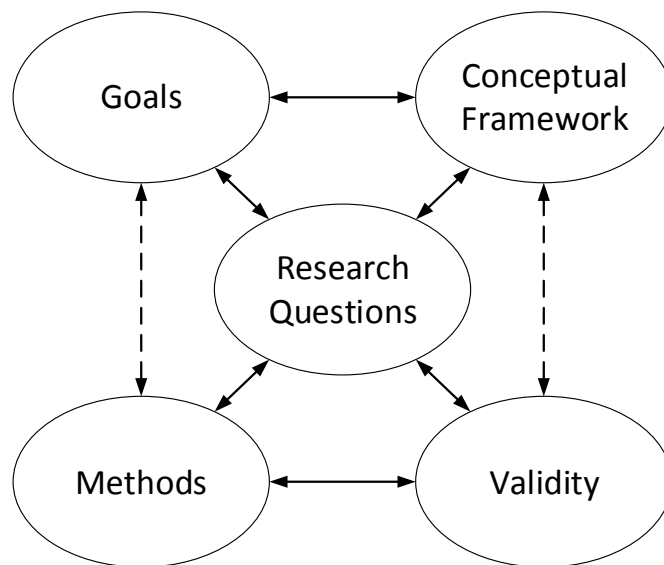 Goals
Conceptual
Framework
Research
Questions
Methods
Validity